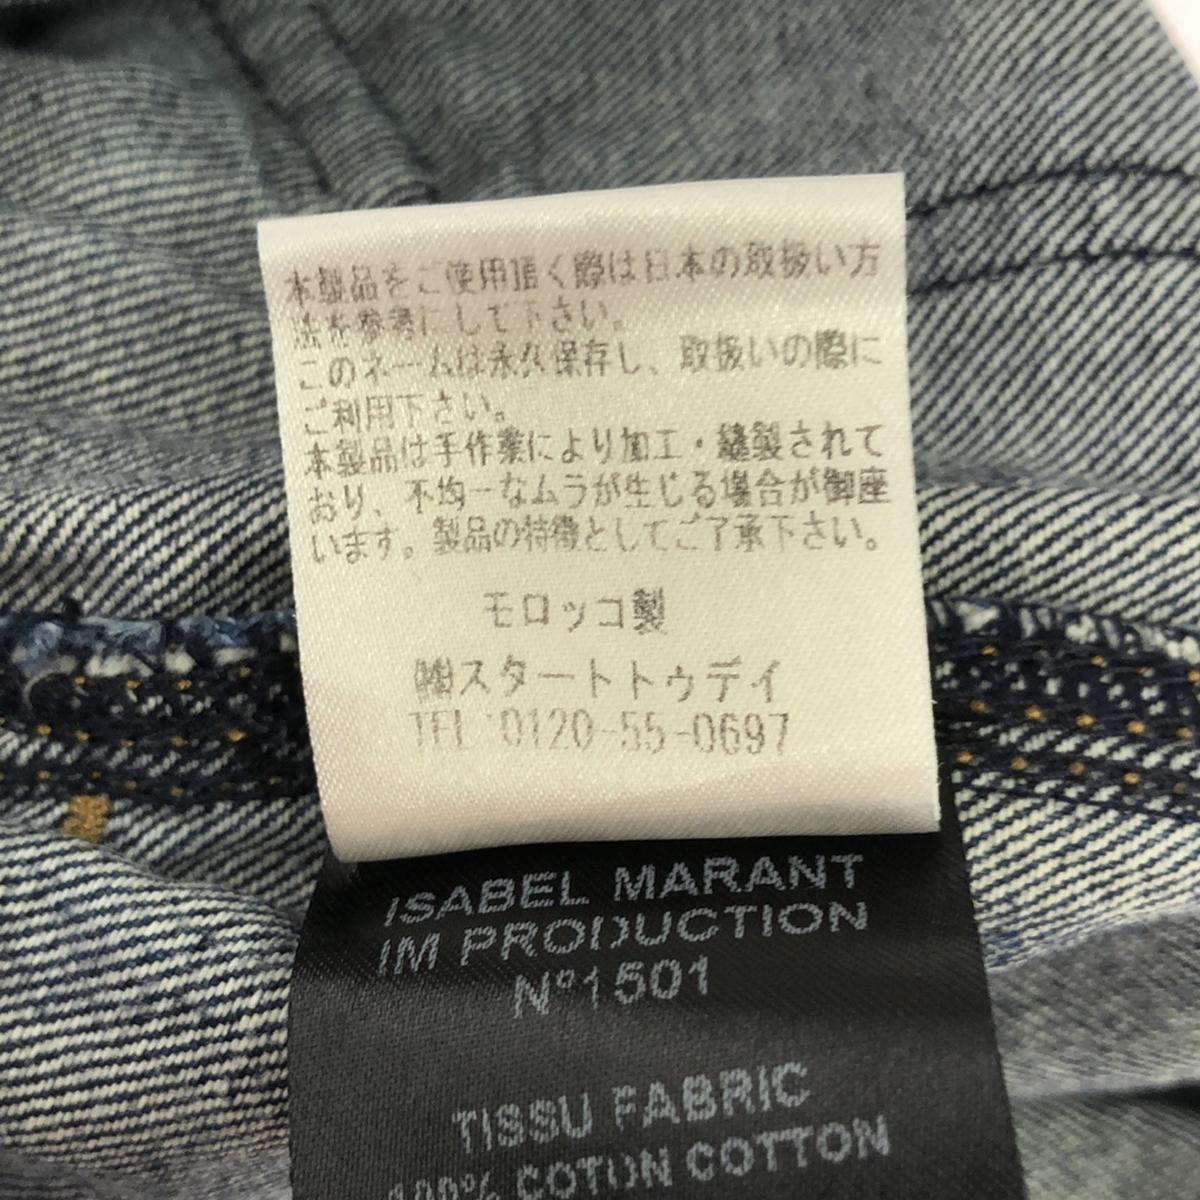 本製品をご使用頂く際は日本の取扱い方
法を参考にして下さい。
このネームは永久保存し、取扱いの際に
ご利用下さい。
本製品は手作業により加工・縫製されて
おり、不均一なムラが生じる場合が御座
います。製品の特徴としてご了承下さい。
モロッコ製
㈱スタートトゥデイ
TEL:0120-55-0697
ISABEL MARANT
IM PRODUCTION
N°1501
TISSU FABRIC
100% COTON COTTON